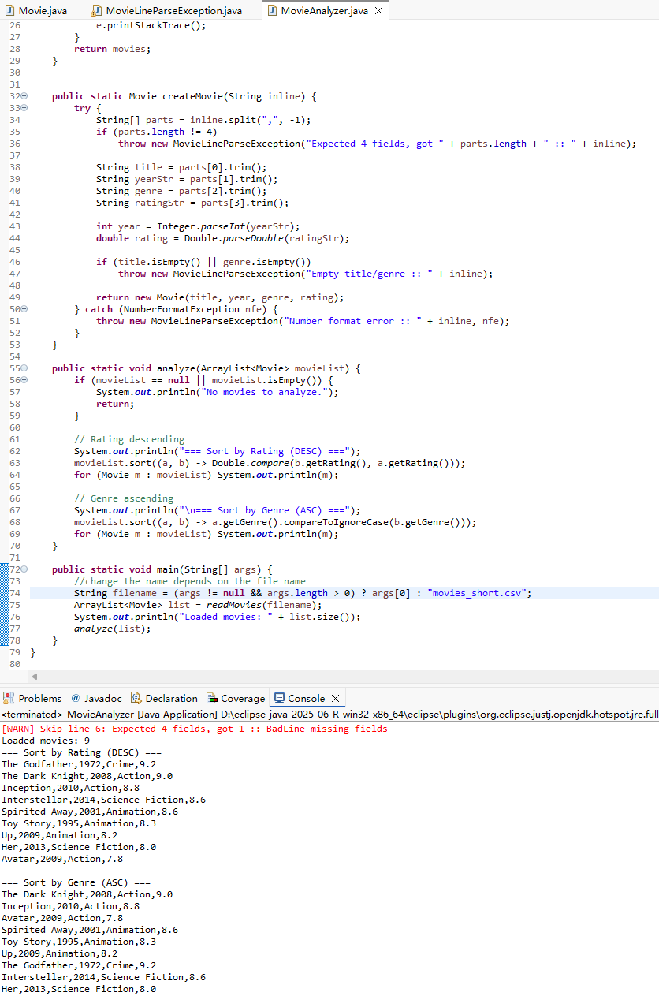 Movie.java
MovieLineParseException.java
MovieAnalyzer.java
26 e.printStackTrace();
27 }
28 return movies;
29 }
30
31
32 public static Movie createMovie(String inline) {
33 try {
34 String[] parts = inline.split(",", -1);
35 if (parts.length != 4)
36 throw new MovieLineParseException("Expected 4 fields, got " + parts.length + " :: " + inline);
37
38 String title = parts[0].trim();
39 String yearStr = parts[1].trim();
40 String genre = parts[2].trim();
41 String ratingStr = parts[3].trim();
42
43 int year = Integer.parseInt(yearStr);
44 double rating = Double.parseDouble(ratingStr);
45
46 if (title.isEmpty() || genre.isEmpty())
47 throw new MovieLineParseException("Empty title/genre :: " + inline);
48
49 return new Movie(title, year, genre, rating);
50 } catch (NumberFormatException nfe) {
51 throw new MovieLineParseException("Number format error :: " + inline, nfe);
52 }
53 }
54
55 public static void analyze(ArrayList<Movie> movieList) {
56 if (movieList == null || movieList.isEmpty()) {
57 System.out.println("No movies to analyze.");
58 return;
59 }
60
61 // Rating descending
62 System.out.println("=== Sort by Rating (DESC) ===");
63 movieList.sort((a, b) -> Double.compare(b.getRating(), a.getRating()));
64 for (Movie m : movieList) System.out.println(m);
65
66 // Genre ascending
67 System.out.println("\n=== Sort by Genre (ASC) ===");
68 movieList.sort((a, b) -> a.getGenre().compareToIgnoreCase(b.getGenre()));
69 for (Movie m : movieList) System.out.println(m);
70 }
71
72 public static void main(String[] args) {
73 //change the name depends on the file name
74 String filename = (args != null && args.length > 0) ? args[0] : "movies_short.csv";
75 ArrayList<Movie> list = readMovies(filename);
76 System.out.println("Loaded movies: " + list.size());
77 analyze(list);
78 }
79 }
80
Problems @ Javadoc Declaration Coverage Console
<terminated> MovieAnalyzer [Java Application] D:\eclipse-java-2025-06-R-win32-x86_64\eclipse\plugins\org.eclipse.justj.openjdk.hotspot.jre.full
[WARN] Skip line 6: Expected 4 fields, got 1 :: BadLine missing fields
Loaded movies: 9
=== Sort by Rating (DESC) ===
The Godfather,1972,Crime,9.2
The Dark Knight,2008,Action,9.0
Inception,2010,Action,8.8
Interstellar,2014,Science Fiction,8.6
Spirited Away,2001,Animation,8.6
Toy Story,1995,Animation,8.3
Up,2009,Animation,8.2
Her,2013,Science Fiction,8.0
Avatar,2009,Action,7.8

=== Sort by Genre (ASC) ===
The Dark Knight,2008,Action,9.0
Inception,2010,Action,8.8
Avatar,2009,Action,7.8
Spirited Away,2001,Animation,8.6
Toy Story,1995,Animation,8.3
Up,2009,Animation,8.2
The Godfather,1972,Crime,9.2
Interstellar,2014,Science Fiction,8.6
Her,2013,Science Fiction,8.0